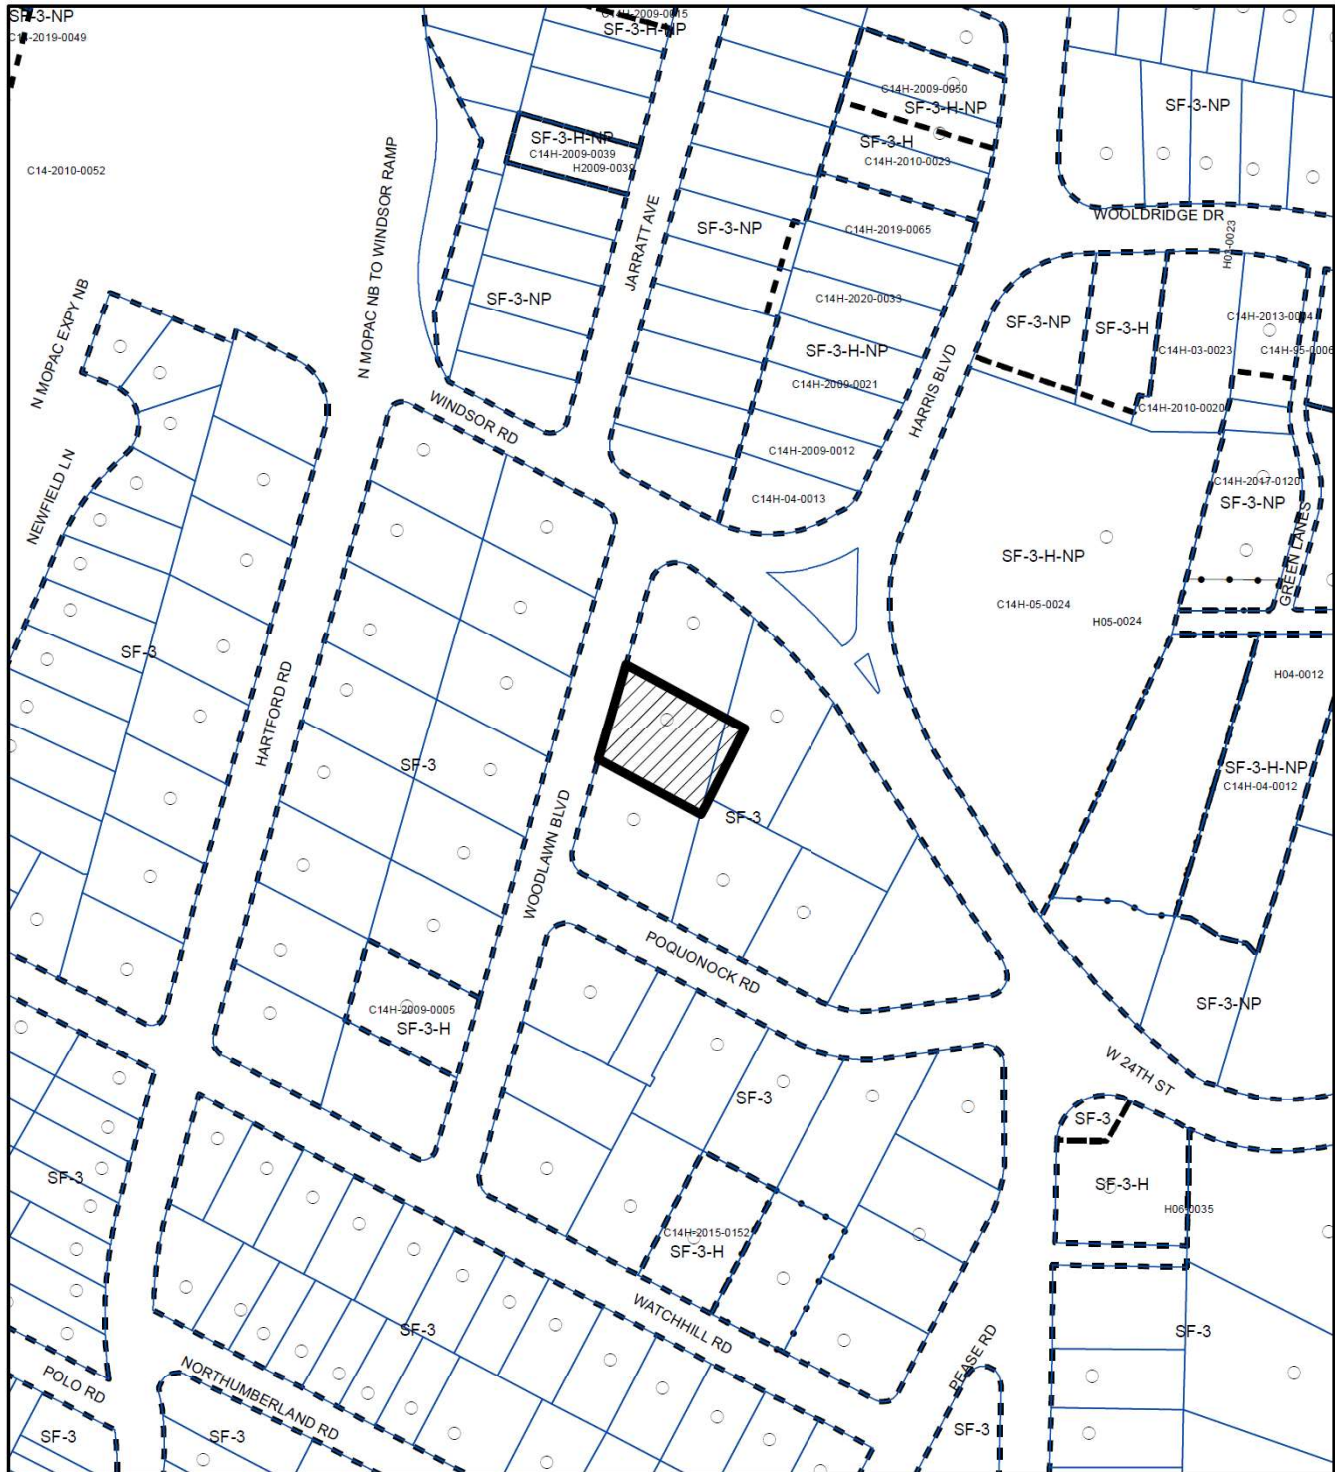 SF-3-NP
C14-2019-0049
C14H-2009-0015
SF-3-H-NP
C14H-2009-0050
SF-3-H-NP
SF-3-NP
SF-3-H-NP
C14H-2009-0039
H2009-0039
SF-3-H
C14H-2010-0023
C14-2010-0052
N MOPAC NB TO WINDSOR RAMP
JARRATT AVE
SF-3-NP
C14H-2019-0065
WOOLDRIDGE DR
H03-0023
N MOPAC EXPY NB
SF-3-NP
C14H-2020-0033
SF-3-NP
SF-3-H
C14H-2013-0004
C14H-03-0023
C14H-95-0006
SF-3-H-NP
C14H-2009-0021
HARRIS BLVD
C14H-2010-0020
WINDSOR RD
C14H-2009-0012
C14H-04-0013
NEWFIELD LN
C14H-2017-0120
SF-3-NP
GREEN LANES
SF-3-H-NP
C14H-05-0024
H05-0024
SF-3
H04-0012
HARTFORD RD
SF-3
SF-3-H-NP
C14H-04-0012
WOODLAWN BLVD
SF-3
POQUONOCK RD
C14H-2009-0005
SF-3-H
SF-3-NP
W 24TH ST
SF-3
SF-3
SF-3
SF-3-H
H06-0035
C14H-2015-0152
SF-3-H
WATCHHILL RD
SF-3
SF-3
PEASE RD
POLO RD
NORTHUMBERLAND RD
SF-3
SF-3
SF-3